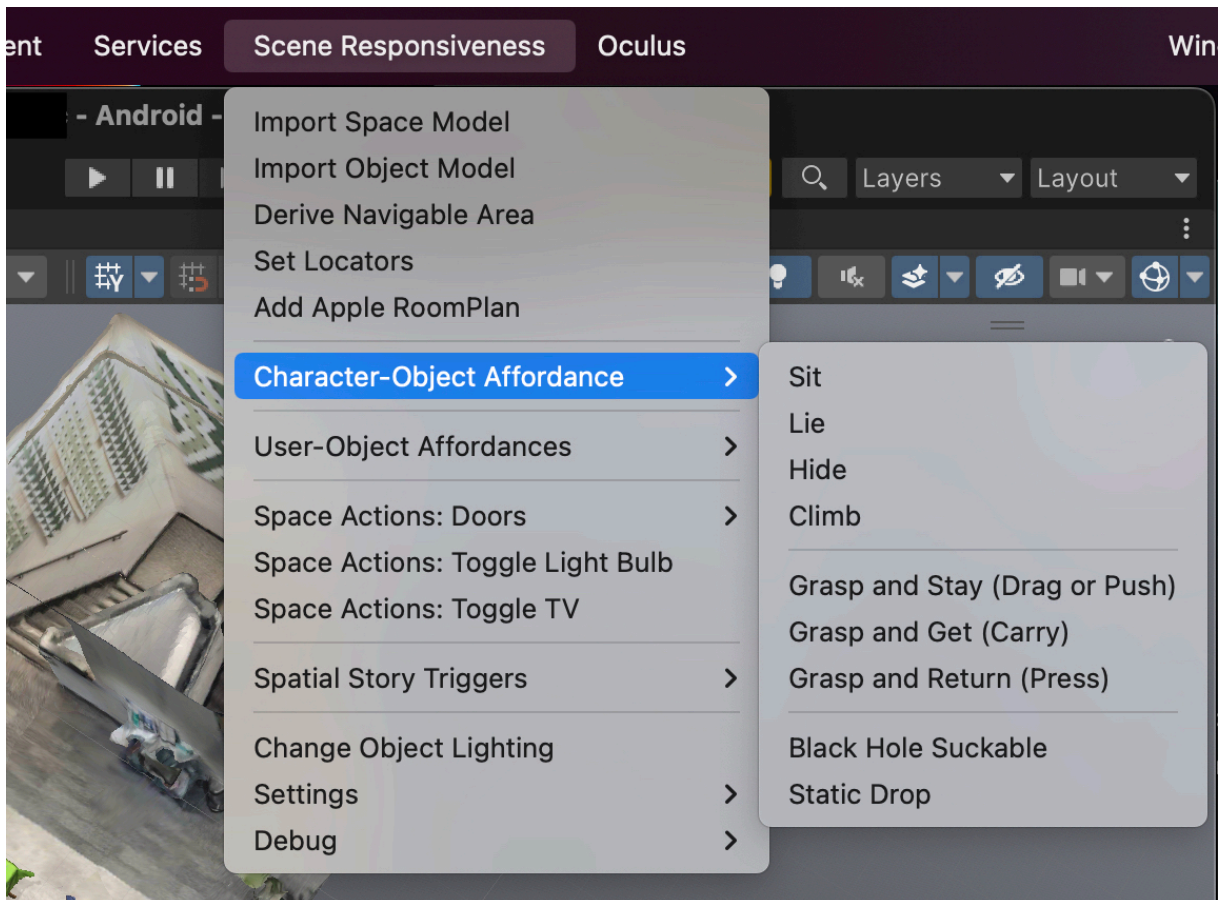 ent Services Scene Responsiveness Oculus Win
- Android -
Layers Layout
Import Space Model
Import Object Model
Derive Navigable Area
Set Locators
Add Apple RoomPlan
Character-Object Affordance
User-Object Affordances
Space Actions: Doors
Space Actions: Toggle Light Bulb
Space Actions: Toggle TV
Spatial Story Triggers
Change Object Lighting
Settings
Debug
Sit
Lie
Hide
Climb
Grasp and Stay (Drag or Push)
Grasp and Get (Carry)
Grasp and Return (Press)
Black Hole Suckable
Static Drop